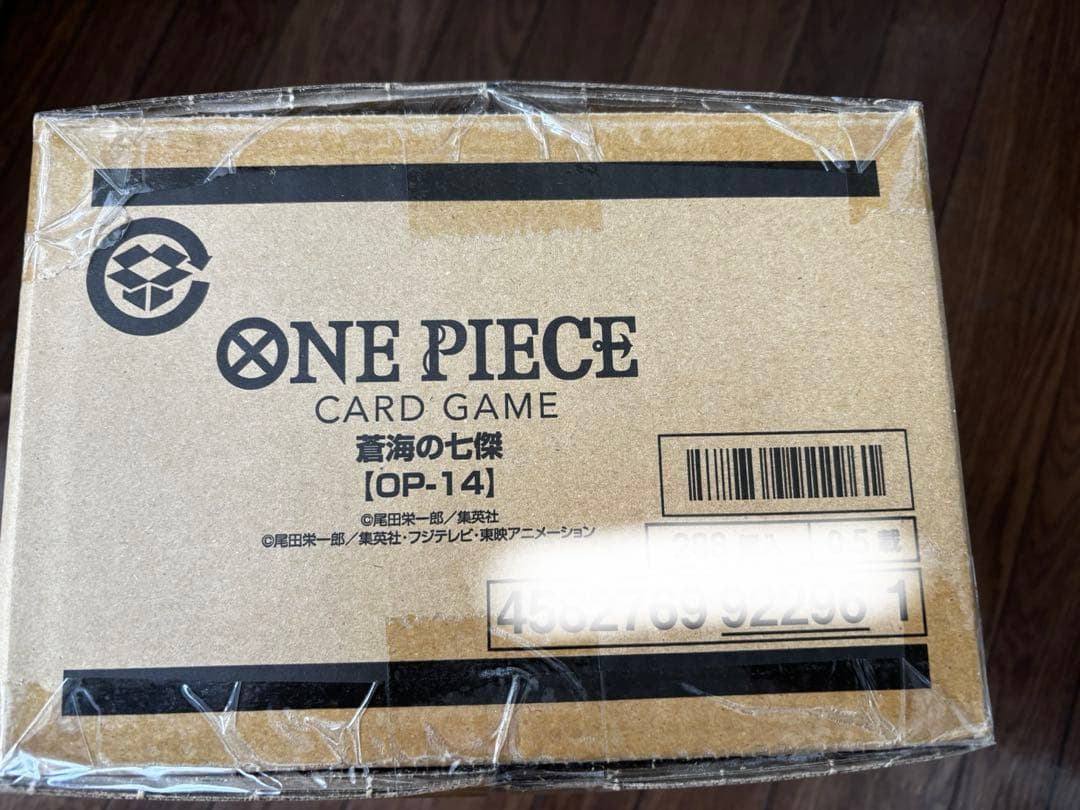 ONE PIECE
CARD GAME
蒼海の七傑
【OP-14】
©尾田栄一郎／集英社
©尾田栄一郎／集英社・フジテレビ・東映アニメーション
4582769 922961